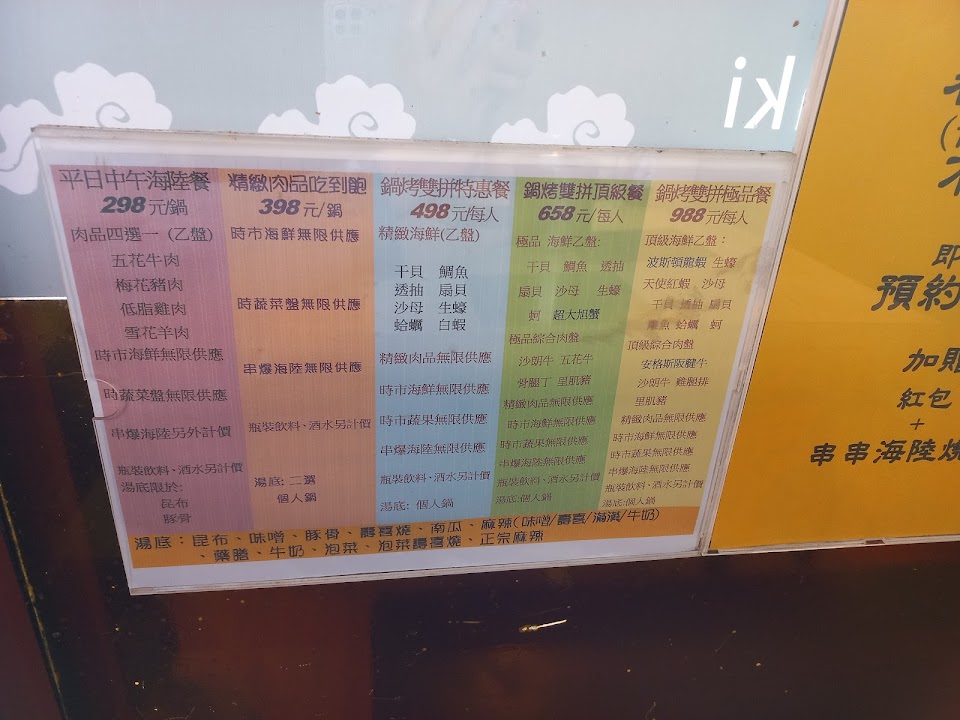 ki
平日中午海陸餐
298元/鍋
肉品四選一 (乙盤)
五花牛肉
梅花豬肉
低脂雞肉
雪花羊肉
時市海鮮無限供應
時蔬菜盤無限供應
串爆海陸另外計價
瓶裝飲料、酒水另計價
湯底限於:
昆布
豚骨
精緻肉品吃到飽
398元/鍋
時市海鮮無限供應
時蔬菜盤無限供應
串爆海陸無限供應
瓶裝飲料、酒水另計價
湯底: 二選
個人鍋
鍋烤雙拼特惠餐
498元/每人
精緻海鮮(乙盤)
干貝 鯛魚
透抽 扇貝
沙母 生蠔
蛤蠣 白蝦
精緻肉品無限供應
時市海鮮無限供應
時市蔬果無限供應
串爆海陸無限供應
瓶裝飲料、酒水另計價
湯底: 個人鍋
鍋烤雙拼頂級餐
658元/每人
極品 海鮮乙盤:
干貝 鯛魚 透抽
扇貝 沙母 生蠔
蚵 超大旭蟹
極品綜合肉盤
沙朗牛 五花牛
骰腿丁 里肌豬
精緻肉品無限供應
時市海鮮無限供應
時市蔬果無限供應
串爆海陸無限供應
瓶裝飲料、酒水另計價
湯底:個人鍋
鍋烤雙拼極品餐
988元/每人
頂級海鮮乙盤:
波斯頓龍蝦 生蠔
天使紅蝦 沙母
干貝 透抽 扇貝
鯛魚 蛤蠣 蚵
頂級綜合肉盤
安格斯阪腱牛
沙朗牛 雞腿排
里肌豬
精緻肉品無限供應
時市海鮮無限供應
時市蔬果無限供應
串爆海陸無限供應
瓶裝飲料、酒水另計價
湯底:個人鍋
湯底:昆布、味噌、豚骨、壽喜燒、南瓜、麻辣(味噌/壽喜/滿漢/牛奶)
、藥膳、牛奶、泡菜、泡菜壽喜燒、正宗麻辣
即
預約
加
紅包
+
串串海陸燒